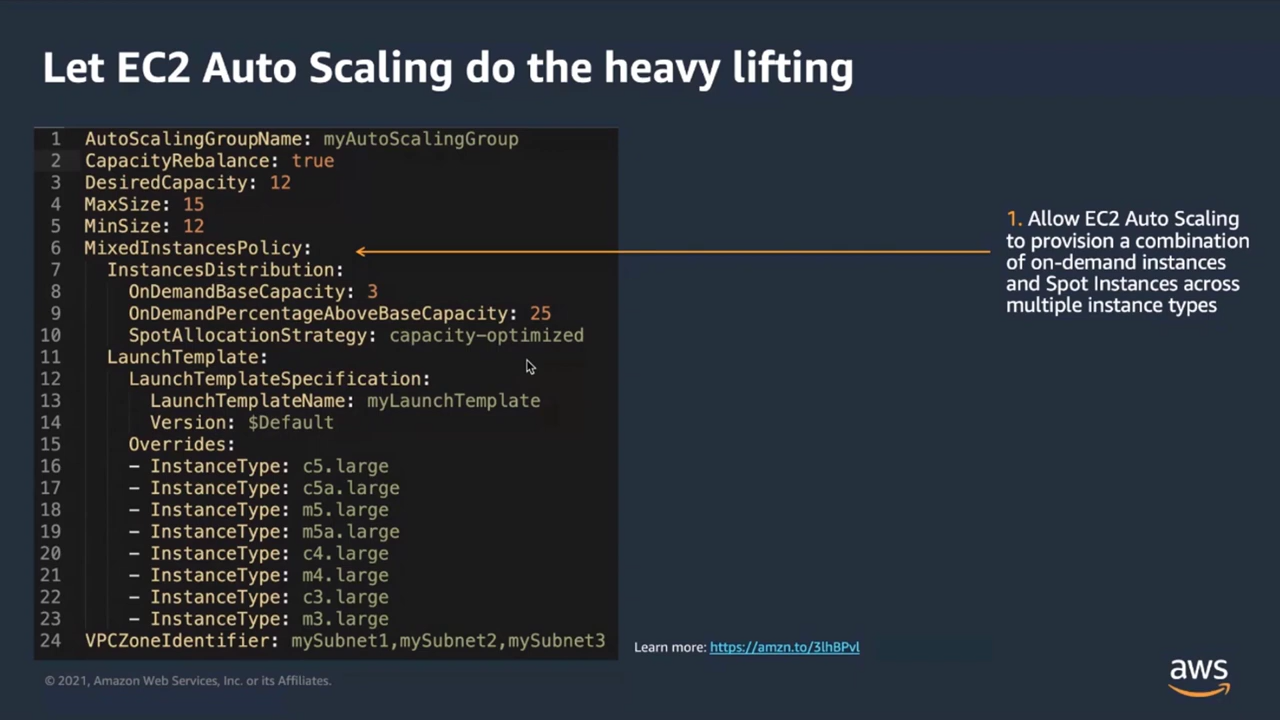 Let EC2 Auto Scaling do the heavy lifting
1 AutoScalingGroupName: myAutoScalingGroup
2 CapacityRebalance: true
3 DesiredCapacity: 12
4 MaxSize: 15
5 MinSize: 12
6 MixedInstancesPolicy:
7 InstancesDistribution:
8 OnDemandBaseCapacity: 3
9 OnDemandPercentageAboveBaseCapacity: 25
10 SpotAllocationStrategy: capacity-optimized
11 LaunchTemplate:
12 LaunchTemplateSpecification:
13 LaunchTemplateName: myLaunchTemplate
14 Version: $Default
15 Overrides:
16 - InstanceType: c5.large
17 - InstanceType: c5a.large
18 - InstanceType: m5.large
19 - InstanceType: m5a.large
20 - InstanceType: c4.large
21 - InstanceType: m4.large
22 - InstanceType: c3.large
23 - InstanceType: m3.large
24 VPCZoneIdentifier: mySubnet1,mySubnet2,mySubnet3
1. Allow EC2 Auto Scaling
to provision a combination
of on-demand instances
and Spot Instances across
multiple instance types
Learn more: https://amzn.to/3lhBPvl
© 2021, Amazon Web Services, Inc. or its Affiliates.
aws